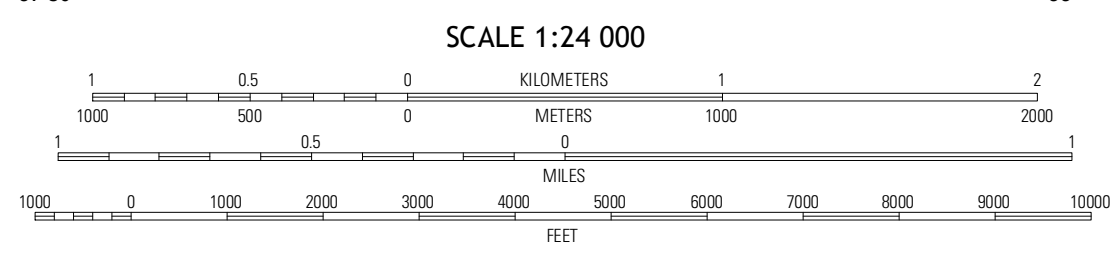 SCALE 1:24 000
1 0.5 0 KILOMETERS 1 2
1000 500 0 METERS 1000 2000
1 0.5 0 1
MILES
1000 0 1000 2000 3000 4000 5000 6000 7000 8000 9000 10000
FEET